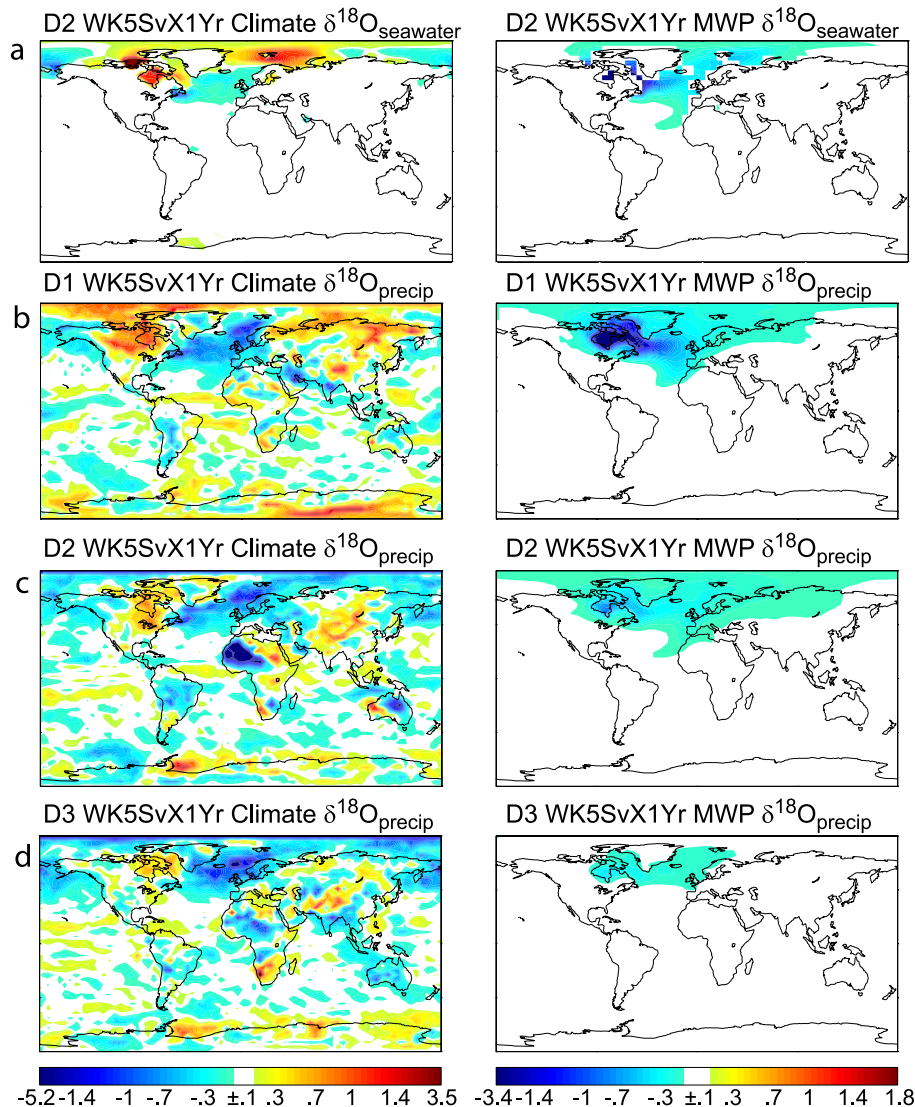 D2 WK5SvX1Yr Climate δ¹⁸Oseawater
D2 WK5SvX1Yr MWP δ¹⁸Oseawater
a
D1 WK5SvX1Yr Climate δ¹⁸Oprecip
D1 WK5SvX1Yr MWP δ¹⁸Oprecip
b
D2 WK5SvX1Yr Climate δ¹⁸Oprecip
D2 WK5SvX1Yr MWP δ¹⁸Oprecip
c
D3 WK5SvX1Yr Climate δ¹⁸Oprecip
D3 WK5SvX1Yr MWP δ¹⁸Oprecip
d
-5.2 -1.4 -1 -.7 -.3 ±.1 .3 .7 1 1.4 3.5
-3.4 -1.4 -1 -.7 -.3 ±.1 .3 .7 1 1.4 1.8